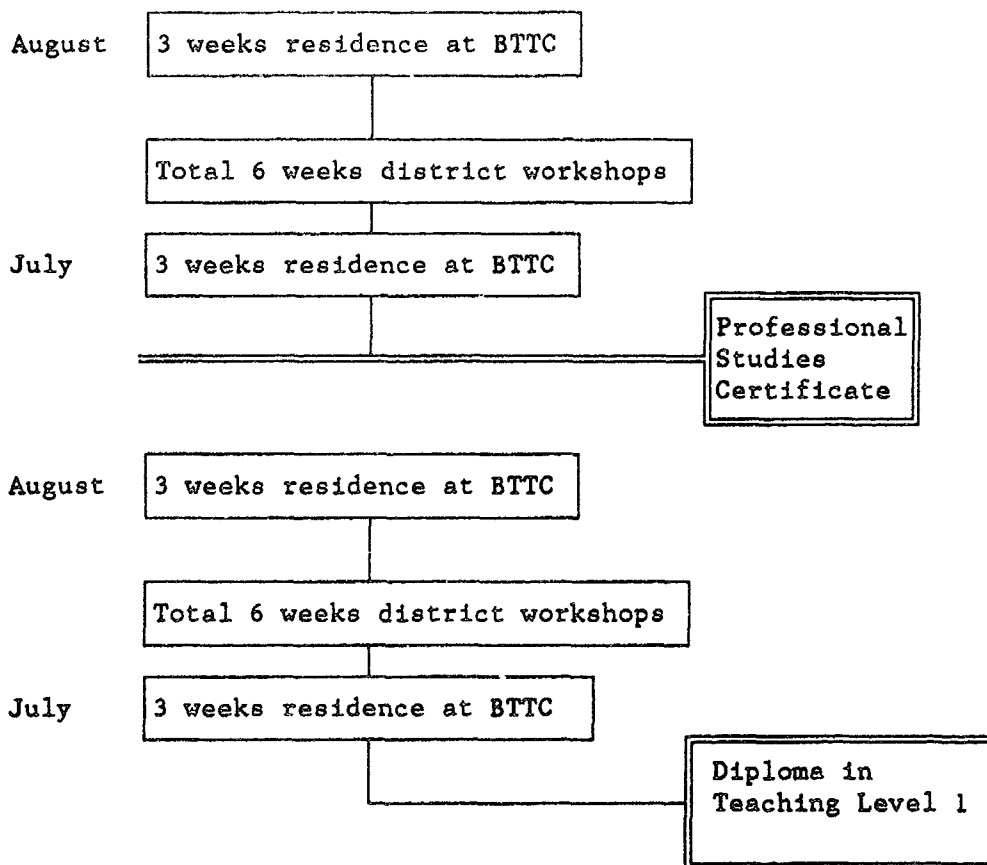 August 3 weeks residence at BTTC
Total 6 weeks district workshops
July 3 weeks residence at BTTC
Professional
Studies
Certificate
August 3 weeks residence at BTTC
Total 6 weeks district workshops
July 3 weeks residence at BTTC
Diploma in
Teaching Level 1